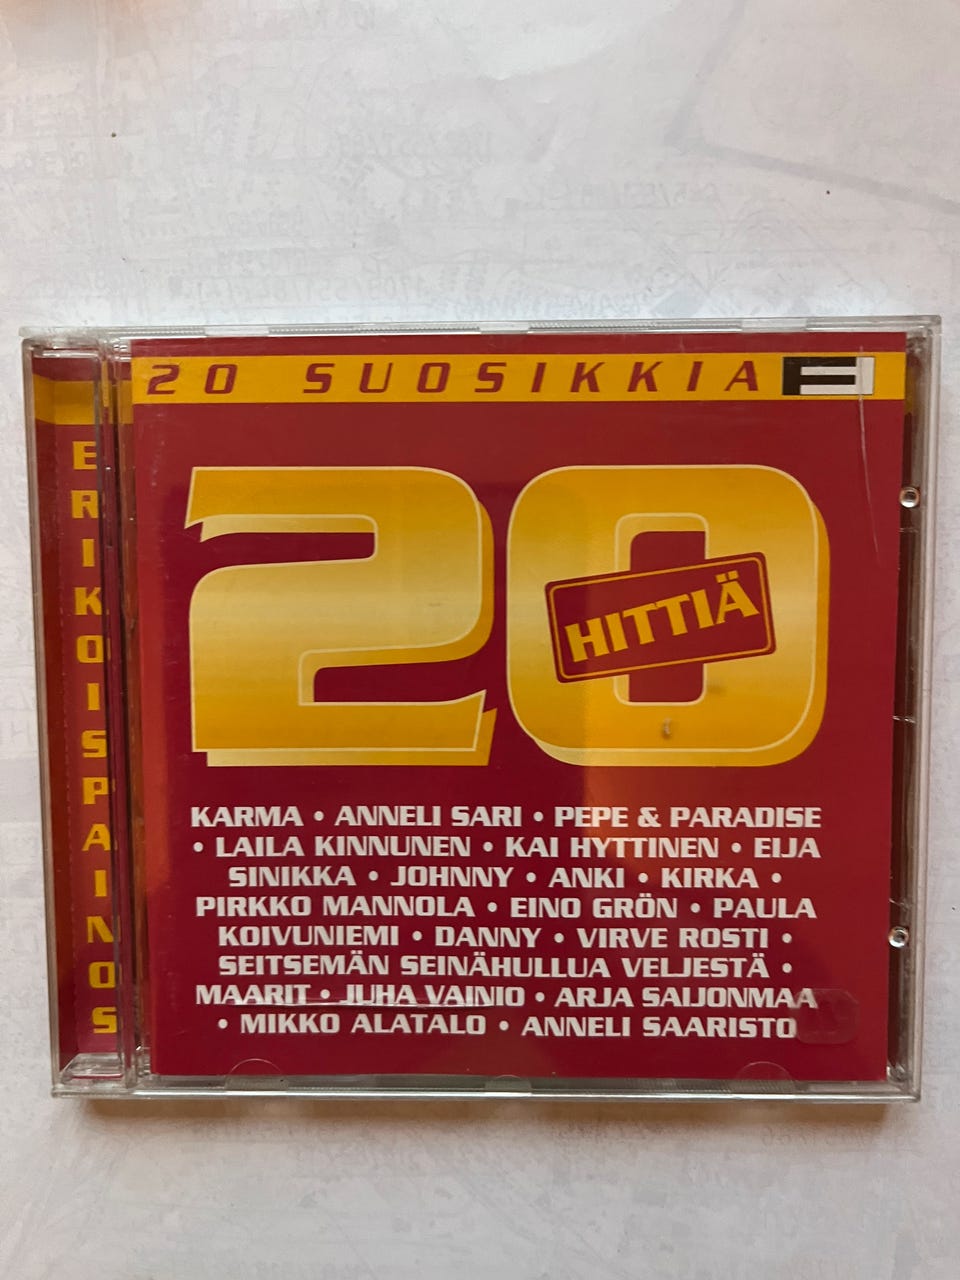 20 SUOSIKKIA
ERIKOISPAINOS
20
HITTIÄ
KARMA • ANNELI SARI • PEPE & PARADISE
• LAILA KINNUNEN • KAI HYTTINEN • EIJA
SINIKKA • JOHNNY • ANKI • KIRKA •
PIRKKO MANNOLA • EINO GRÖN • PAULA
KOIVUNIEMI • DANNY • VIRVE ROSTI •
SEITSEMÄN SEINÄHULLUA VELJESTÄ •
MAARIT • JUHA VAINIO • ARJA SAIJONMAA
• MIKKO ALATALO • ANNELI SAARISTO